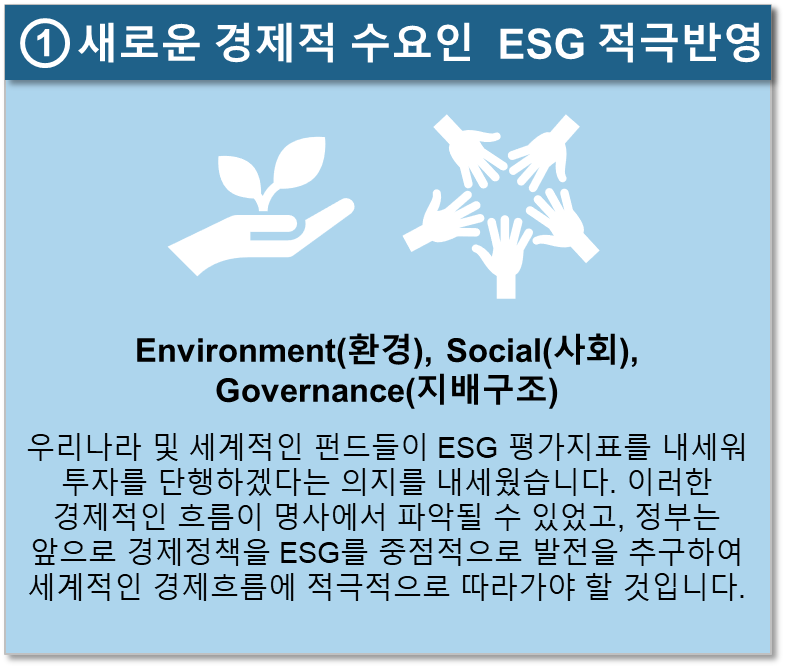 ① 새로운 경제적 수요인 ESG 적극반영
Environment(환경), Social(사회),
Governance(지배구조)
우리나라 및 세계적인 펀드들이 ESG 평가지표를 내세워
투자를 단행하겠다는 의지를 내세웠습니다. 이러한
경제적인 흐름이 명사에서 파악될 수 있었고, 정부는
앞으로 경제정책을 ESG를 중점적으로 발전을 추구하여
세계적인 경제흐름에 적극적으로 따라가야 할 것입니다.